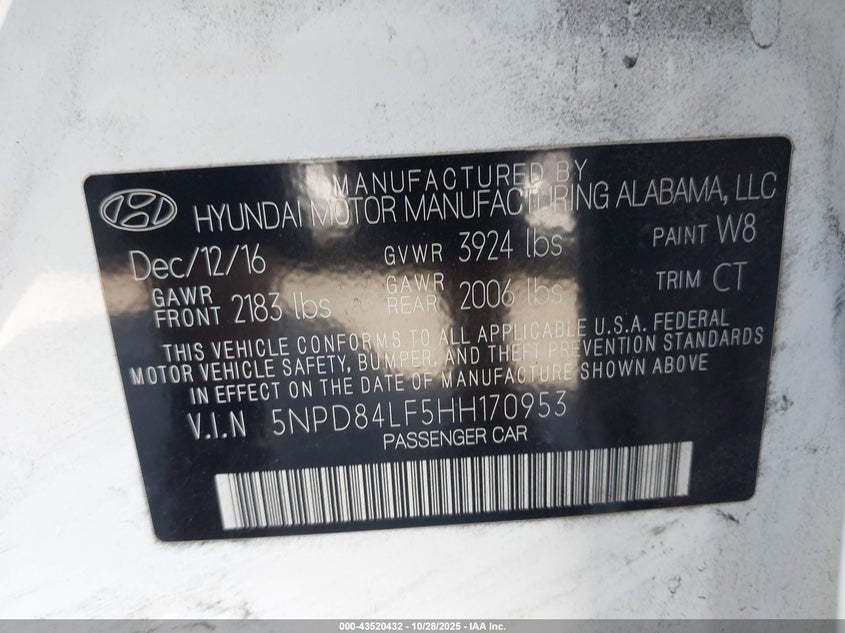 MANUFACTURED BY
HYUNDAI MOTOR MANUFACTURING ALABAMA, LLC
Dec/12/16 GVWR 3924 lbs PAINT W8
GAWR FRONT 2183 lbs GAWR REAR 2006 lbs TRIM CT
THIS VEHICLE CONFORMS TO ALL APPLICABLE U.S.A. FEDERAL
MOTOR VEHICLE SAFETY, BUMPER, AND THEFT PREVENTION STANDARDS
IN EFFECT ON THE DATE OF MANUFACTURE SHOWN ABOVE
V.I.N 5NPD84LF5HH170953
PASSENGER CAR
000-43520432 - 10/28/2025 - IAA Inc.